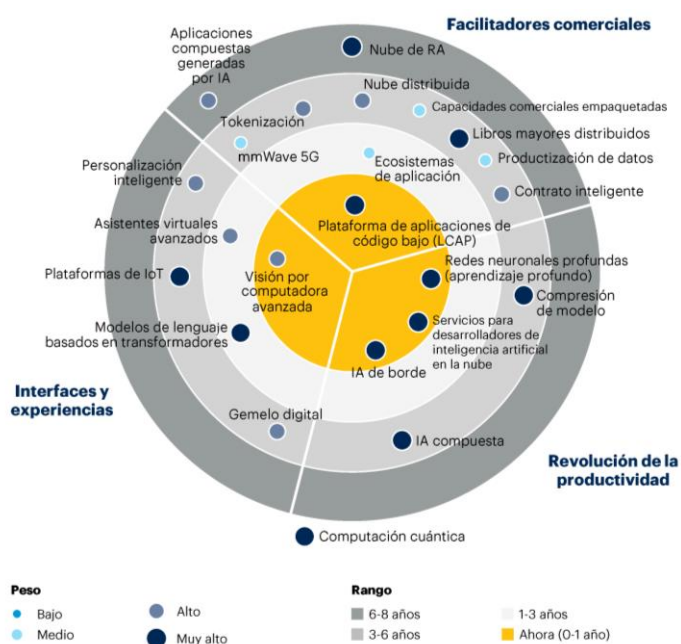 Facilitadores comerciales
Aplicaciones
compuestas
generadas
por IA
Nube de RA
Nube distribuida
Capacidades comerciales empaquetadas
Tokenización
Libros mayores distribuidos
mmWave 5G
Ecosistemas
de aplicación
Productización de datos
Personalización
inteligente
Contrato inteligente
Plataforma de aplicaciones de
código bajo (LCAP)
Asistentes virtuales
avanzados
Redes neuronales profundas
(aprendizaje profundo)
Plataformas de IoT
Visión por
computadora
avanzada
Compresión
de modelo
Modelos de lenguaje
basados en transformadores
Servicios para
desarrolladores de
inteligencia artificial
en la nube
IA de borde
Interfaces y
experiencias
Gemelo digital
IA compuesta
Revolución de la
productividad
Computación cuántica
Peso
Bajo
Medio
Alto
Muy alto
Rango
6-8 años
3-6 años
1-3 años
Ahora (0-1 año)